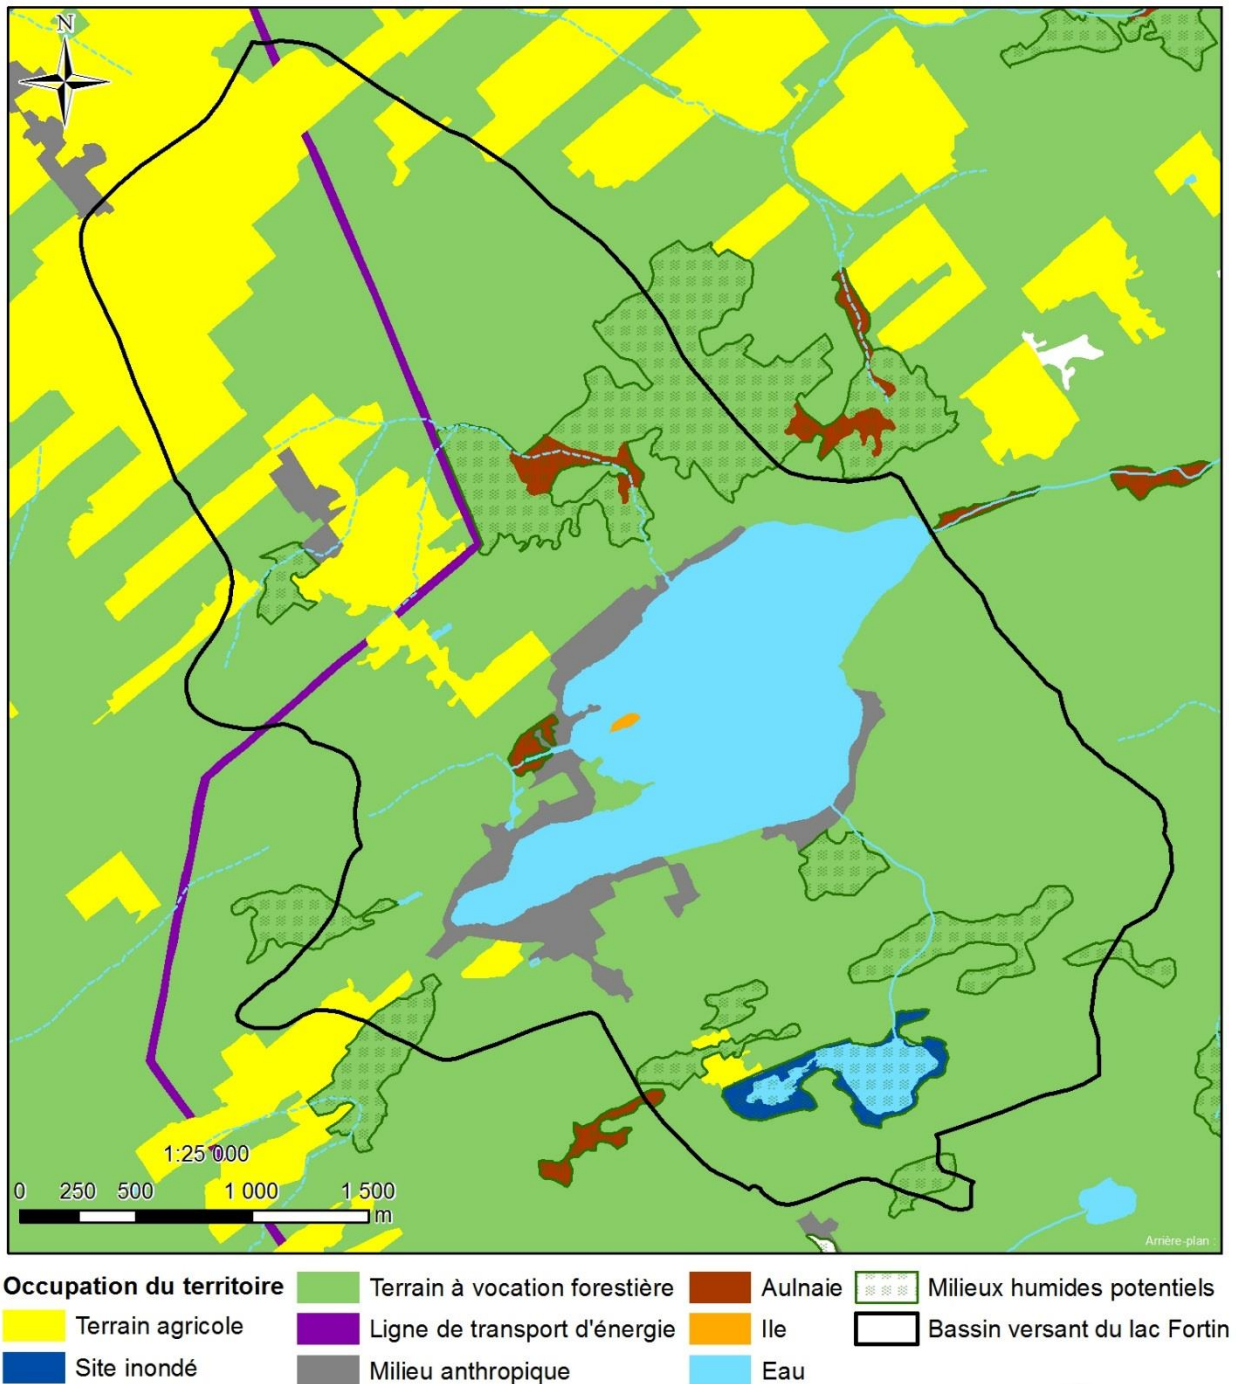 N
1:25 000
0 250 500 1 000 1 500
m
Arrière-plan :
Occupation du territoire
Terrain agricole
Site inondé
Terrain à vocation forestière
Ligne de transport d'énergie
Milieu anthropique
Aulnaie
Ile
Eau
Milieux humides potentiels
Bassin versant du lac Fortin